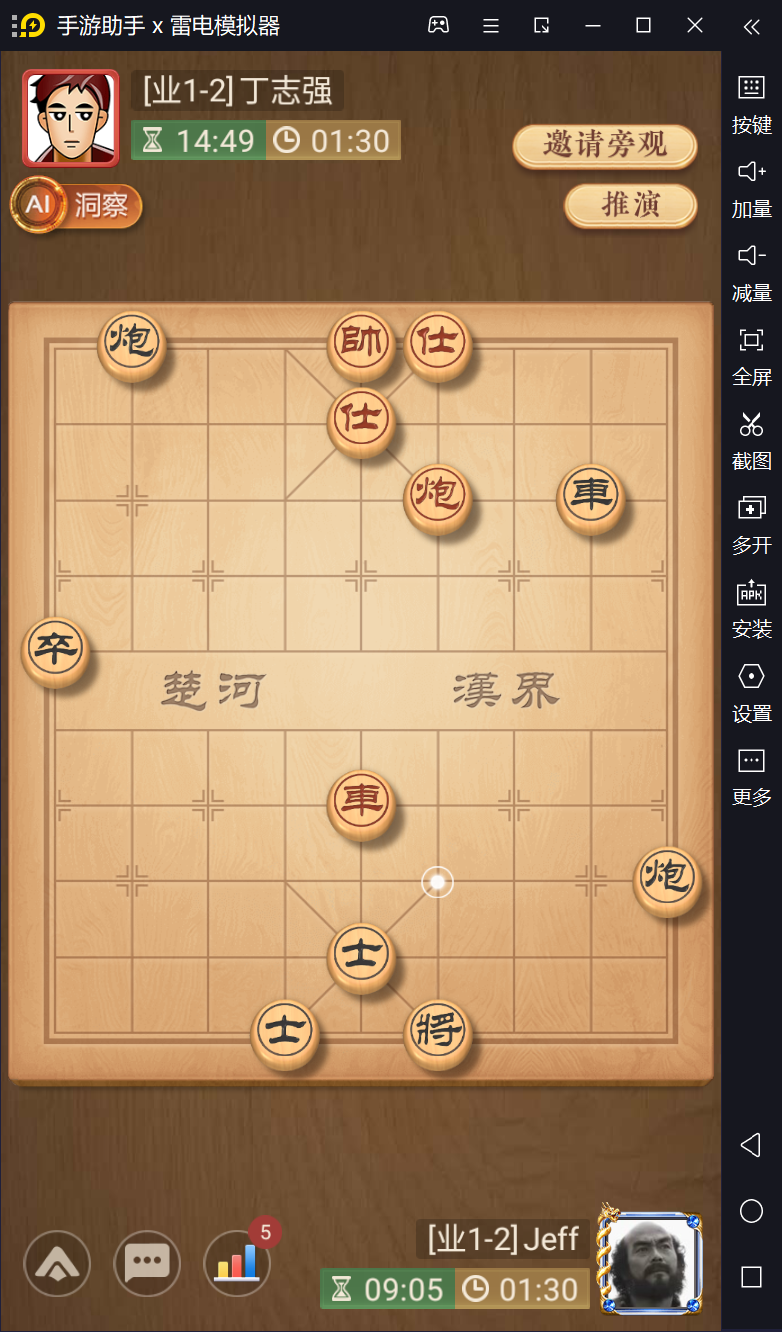 手游助手 x 雷电模拟器
[业1-2]丁志强
14:49 01:30
邀请旁观
AI 洞察
推演
炮 帥 仕
仕
炮 車
卒
楚河 漢界
車
炮
士
士 將
5
[业1-2]Jeff
09:05 01:30
按键
加量
减量
全屏
截图
多开
APK
安装
设置
更多